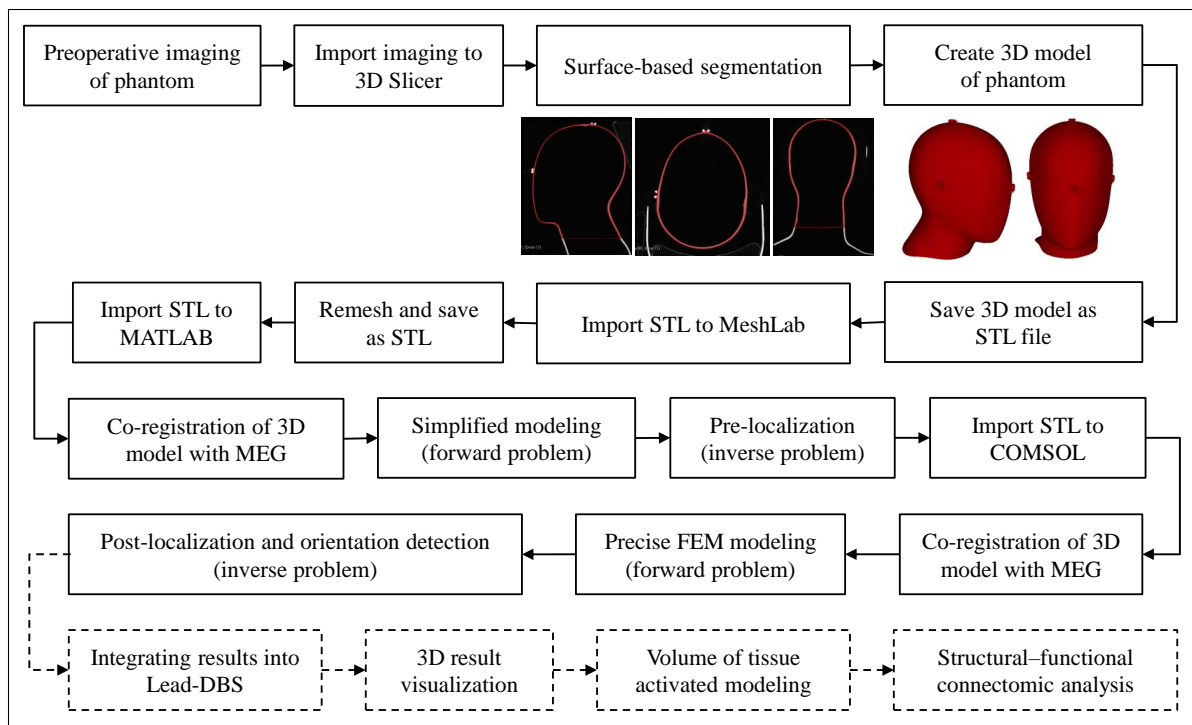 Preoperative imaging
of phantom
Import imaging to
3D Slicer
Surface-based segmentation
Create 3D model
of phantom
Import STL to
MATLAB
Remesh and save
as STL
Import STL to MeshLab
Save 3D model as
STL file
Co-registration of 3D
model with MEG
Simplified modeling
(forward problem)
Pre-localization
(inverse problem)
Import STL to
COMSOL
Post-localization and orientation detection
(inverse problem)
Precise FEM modeling
(forward problem)
Co-registration of 3D
model with MEG
Integrating results into
Lead-DBS
3D result
visualization
Volume of tissue
activated modeling
Structural–functional
connectomic analysis